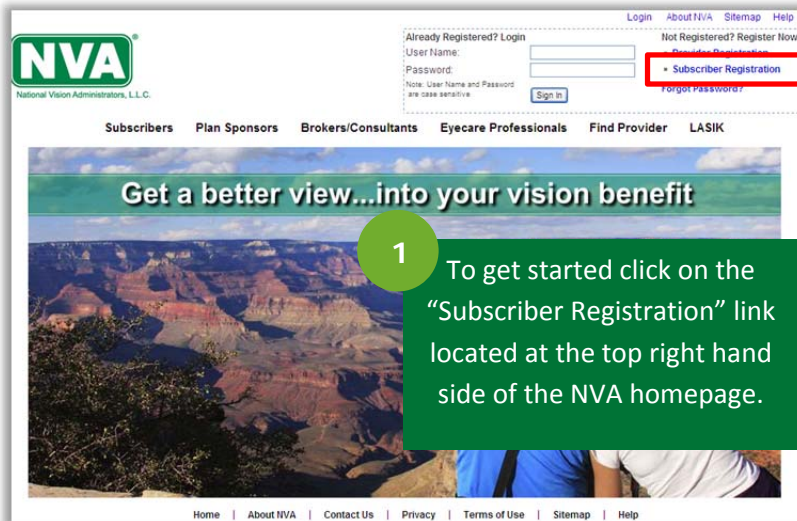 Login About NVA Sitemap Help
NVA®
National Vision Administrators, L.L.C.
Already Registered? Login
User Name:
Password:
Note: User Name and Password
are case sensitive
Sign In
Not Registered? Register Now
• Provider Registration
• Subscriber Registration
Forgot Password?
Subscribers Plan Sponsors Brokers/Consultants Eyecare Professionals Find Provider LASIK
Get a better view...into your vision benefit
1
To get started click on the
“Subscriber Registration” link
located at the top right hand
side of the NVA homepage.
Home | About NVA | Contact Us | Privacy | Terms of Use | Sitemap | Help